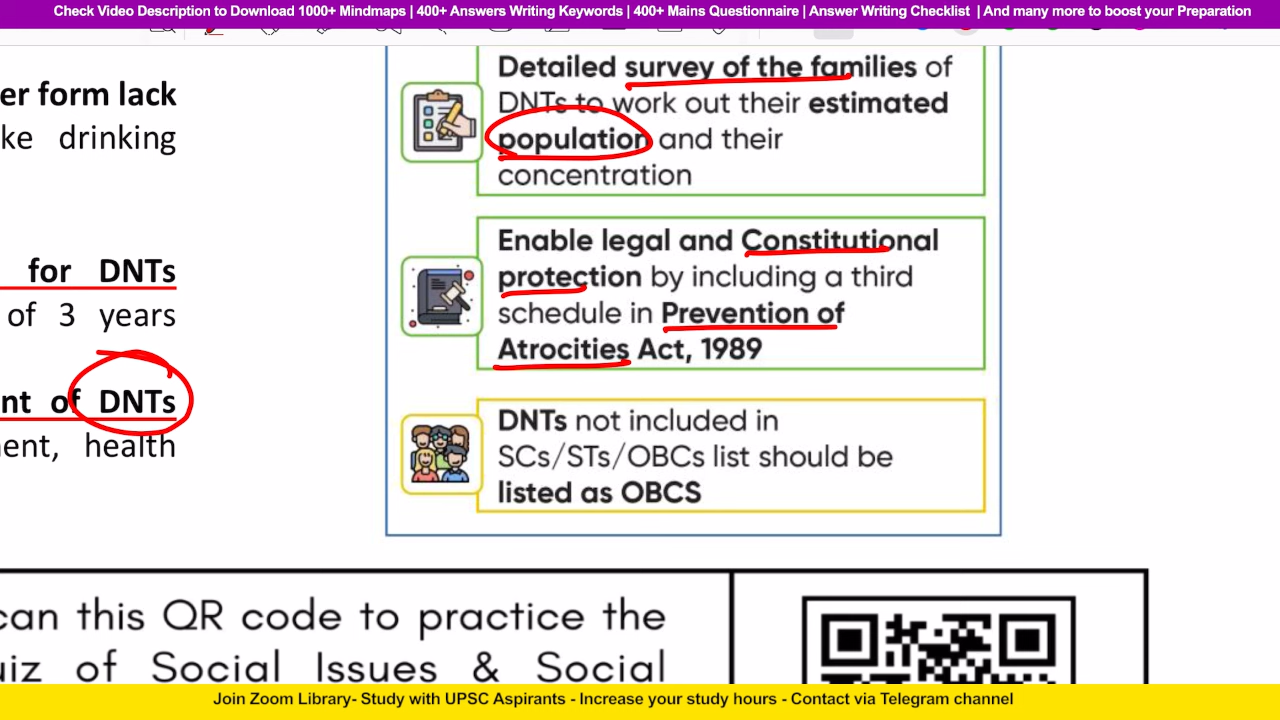 Check Video Description to Download 1000+ Mindmaps | 400+ Answers Writing Keywords | 400+ Mains Questionnaire | Answer Writing Checklist | And many more to boost your Preparation
er form lack
ke drinking
for DNTs
of 3 years
nt of DNTs
ment, health
Detailed survey of the families of
DNTs to work out their estimated
population and their
concentration
Enable legal and Constitutional
protection by including a third
schedule in Prevention of
Atrocities Act, 1989
DNTs not included in
SCs/STs/OBCs list should be
listed as OBCS
can this QR code to practice the
uiz of Social Issues & Social
Join Zoom Library- Study with UPSC Aspirants - Increase your study hours - Contact via Telegram channel